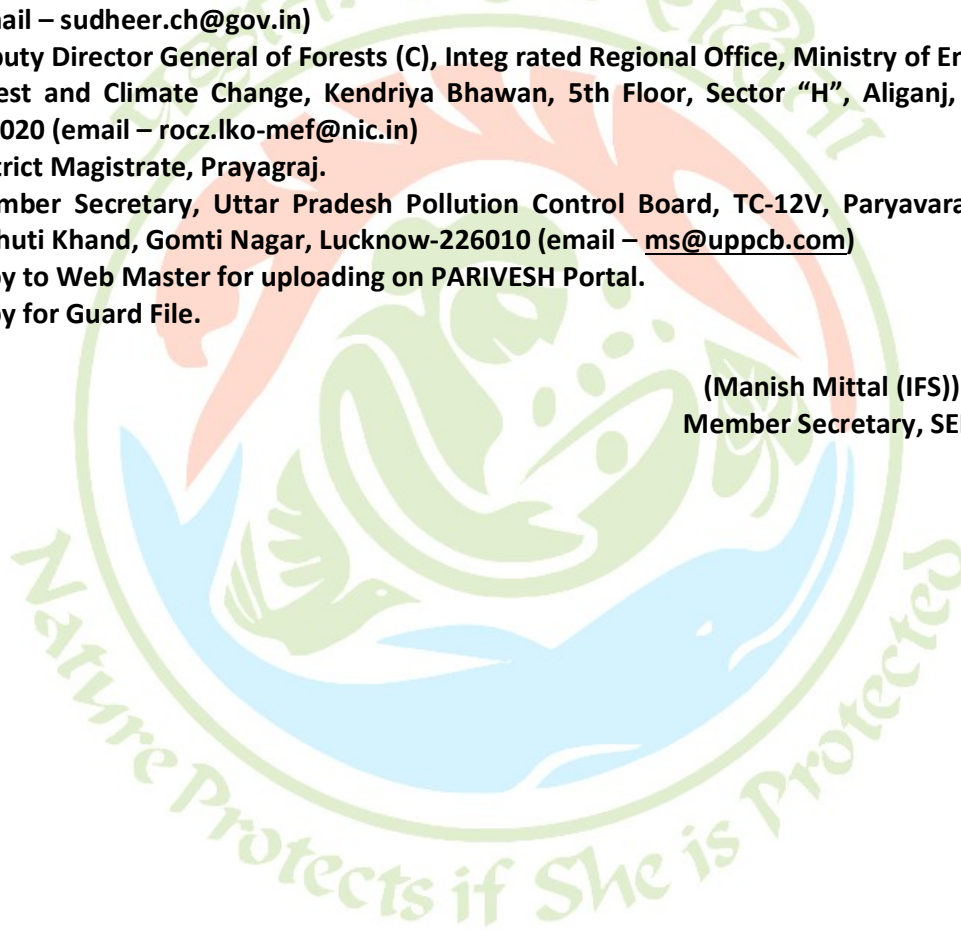 ail – sudheer.ch@gov.in)
puty Director General of Forests (C), Integ rated Regional Office, Ministry of En
est and Climate Change, Kendriya Bhawan, 5th Floor, Sector “H”, Aliganj,
020 (email – rocz.lko-mef@nic.in)
trict Magistrate, Prayagraj.
mber Secretary, Uttar Pradesh Pollution Control Board, TC-12V, Paryavara
huti Khand, Gomti Nagar, Lucknow-226010 (email – ms@uppcb.com)
py to Web Master for uploading on PARIVESH Portal.
py for Guard File.
(Manish Mittal (IFS))
Member Secretary, SEI
Nature Protects if She is Protected